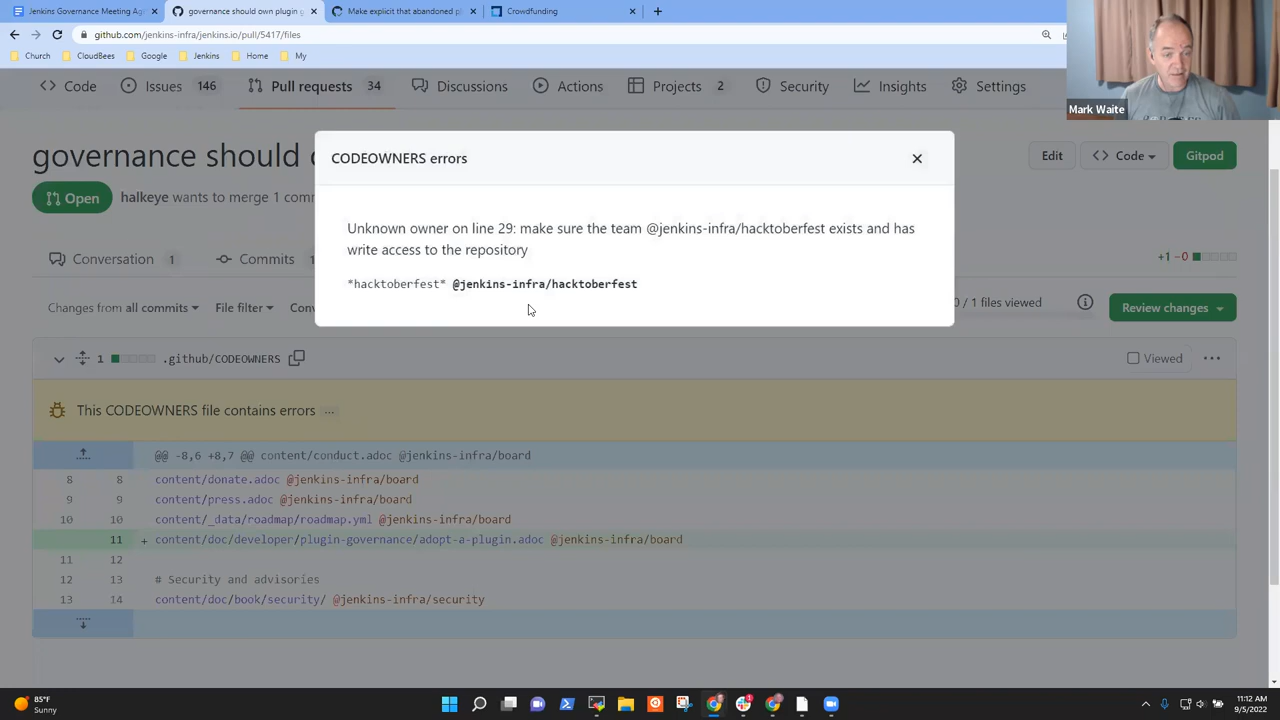 Jenkins Governance Meeting Ag
governance should own plugin g
Make explicit that abandoned pl
Crowdfunding
github.com/jenkins-infra/jenkins.io/pull/5417/files
Church
CloudBees
Google
Jenkins
Home
My
Code
Issues 146
Pull requests 34
Discussions
Actions
Projects 2
Security
Insights
Settings
Mark Waite
governance should
Edit
Code
Gitpod
Open
halkeye wants to merge 1 comm
CODEOWNERS errors
Unknown owner on line 29: make sure the team @jenkins-infra/hacktoberfest exists and has
write access to the repository
*hacktoberfest* @jenkins-infra/hacktoberfest
Conversation 1
Commits
+1 −0
Changes from all commits
File filter
Conv
0 / 1 files viewed
Review changes
1 .github/CODEOWNERS
Viewed
This CODEOWNERS file contains errors ...
@@ -8,6 +8,7 @@ content/conduct.adoc @jenkins-infra/board
8 8 content/donate.adoc @jenkins-infra/board
9 9 content/press.adoc @jenkins-infra/board
10 10 content/_data/roadmap/roadmap.yml @jenkins-infra/board
11 + content/doc/developer/plugin-governance/adopt-a-plugin.adoc @jenkins-infra/board
11 12
12 13 # Security and advisories
13 14 content/doc/book/security/ @jenkins-infra/security
85°F
Sunny
11:12 AM
9/5/2022